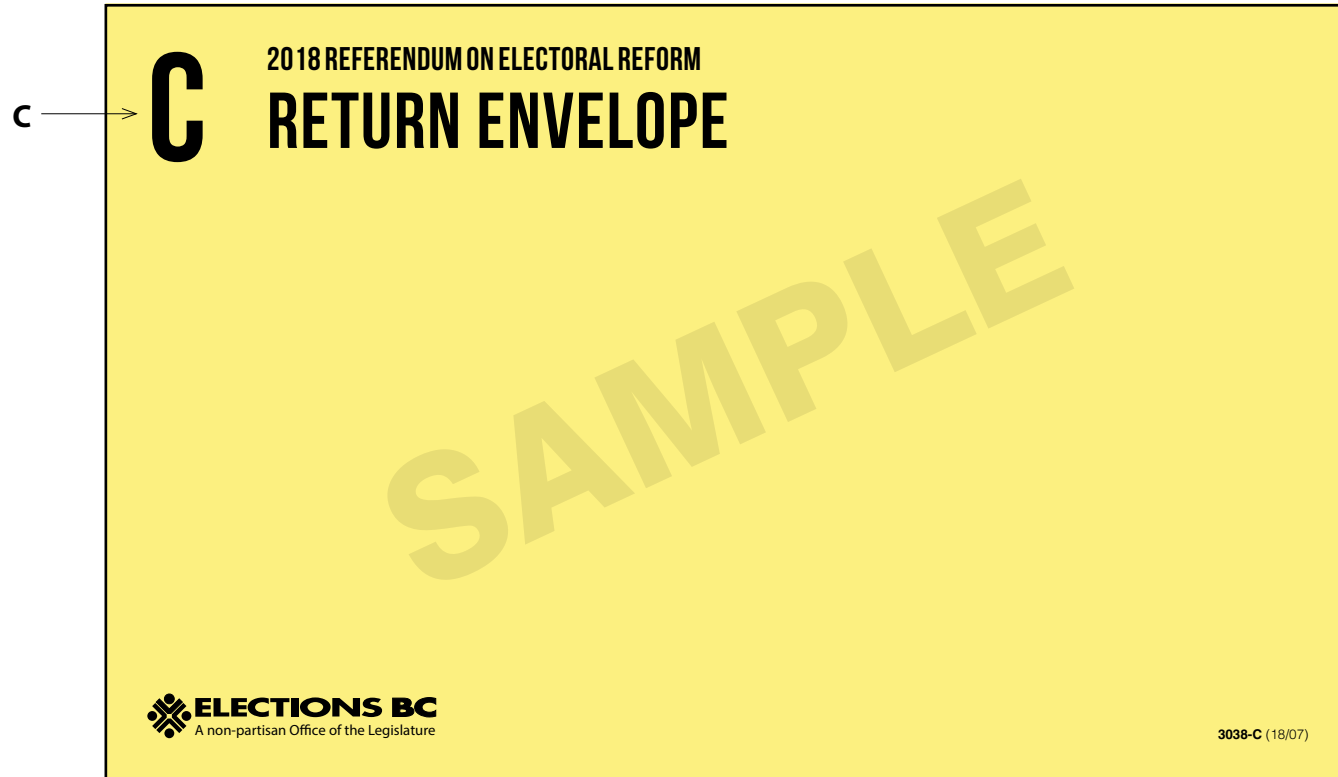 C
C
2018 REFERENDUM ON ELECTORAL REFORM
RETURN ENVELOPE
SAMPLE
ELECTIONS BC
A non-partisan Office of the Legislature
3038-C (18/07)